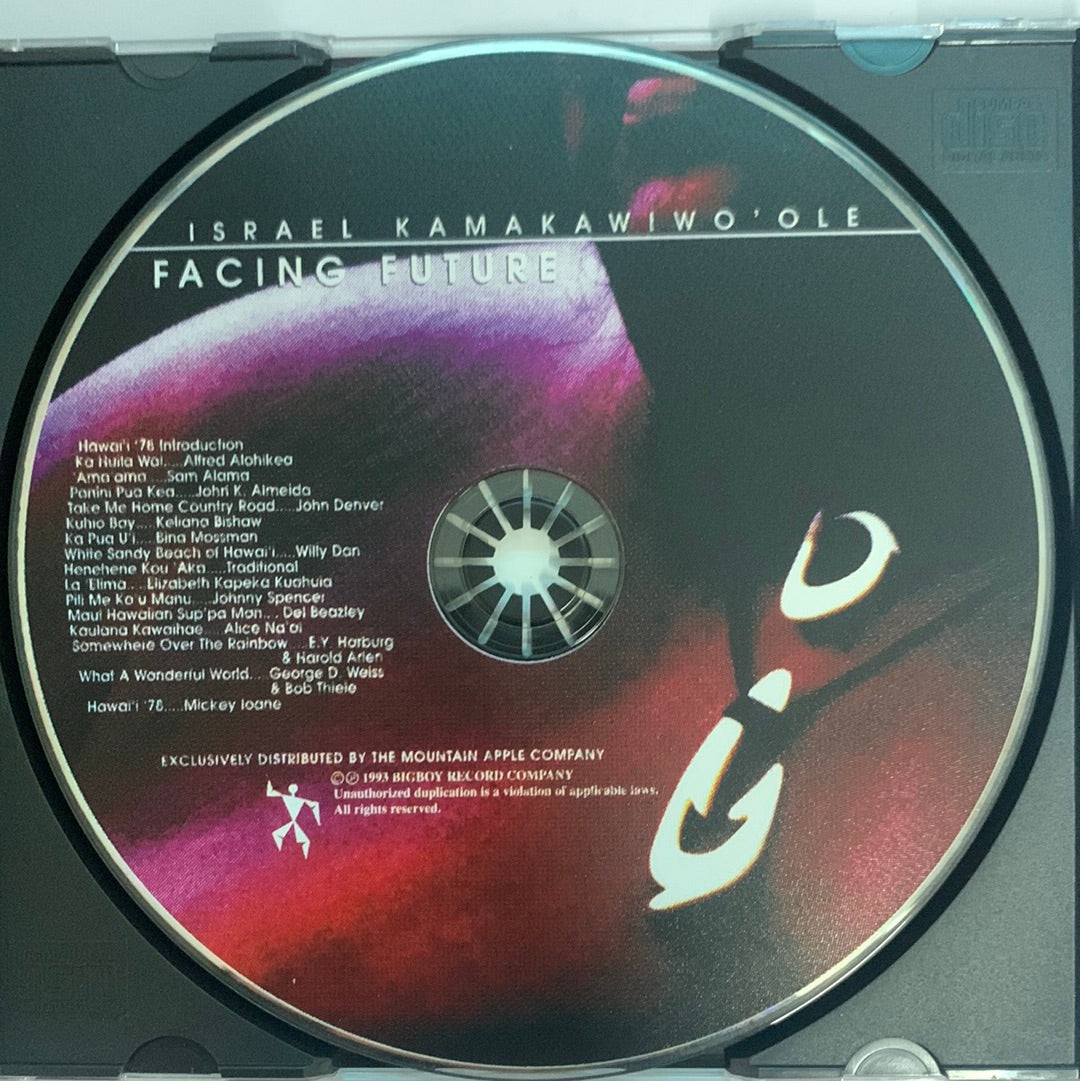 ISRAEL KAMAKAWIWO'OLE
FACING FUTURE
Hawai'i '78 Introduction
Ka Huila Wai.....Alfred Alohikea
'Ama'ama.....Sam Alama
Panini Pua Kea.....John K. Almeida
Take Me Home Country Road.....John Denver
Kuhio Bay.....Keliana Bishaw
Ka Pua U'i.....Bina Mossman
White Sandy Beach of Hawai'i.....Willy Dan
Henehene Kou 'Aka.....Traditional
La 'Elima.....Elizabeth Kapeka Kuahuia
Pili Me Ka'u Manu.....Johnny Spencer
Maui Hawaiian Sup'pa Man.....Del Beazley
Kaulana Kawaihae.....Alice Na'ai
Somewhere Over The Rainbow.....E.Y. Harburg
& Harold Arlen
What A Wonderful World.....George D. Weiss
& Bob Thiele
Hawai'i '78.....Mickey Ioane
EXCLUSIVELY DISTRIBUTED BY THE MOUNTAIN APPLE COMPANY
©℗ 1993 BIGBOY RECORD COMPANY
Unauthorized duplication is a violation of applicable laws.
All rights reserved.